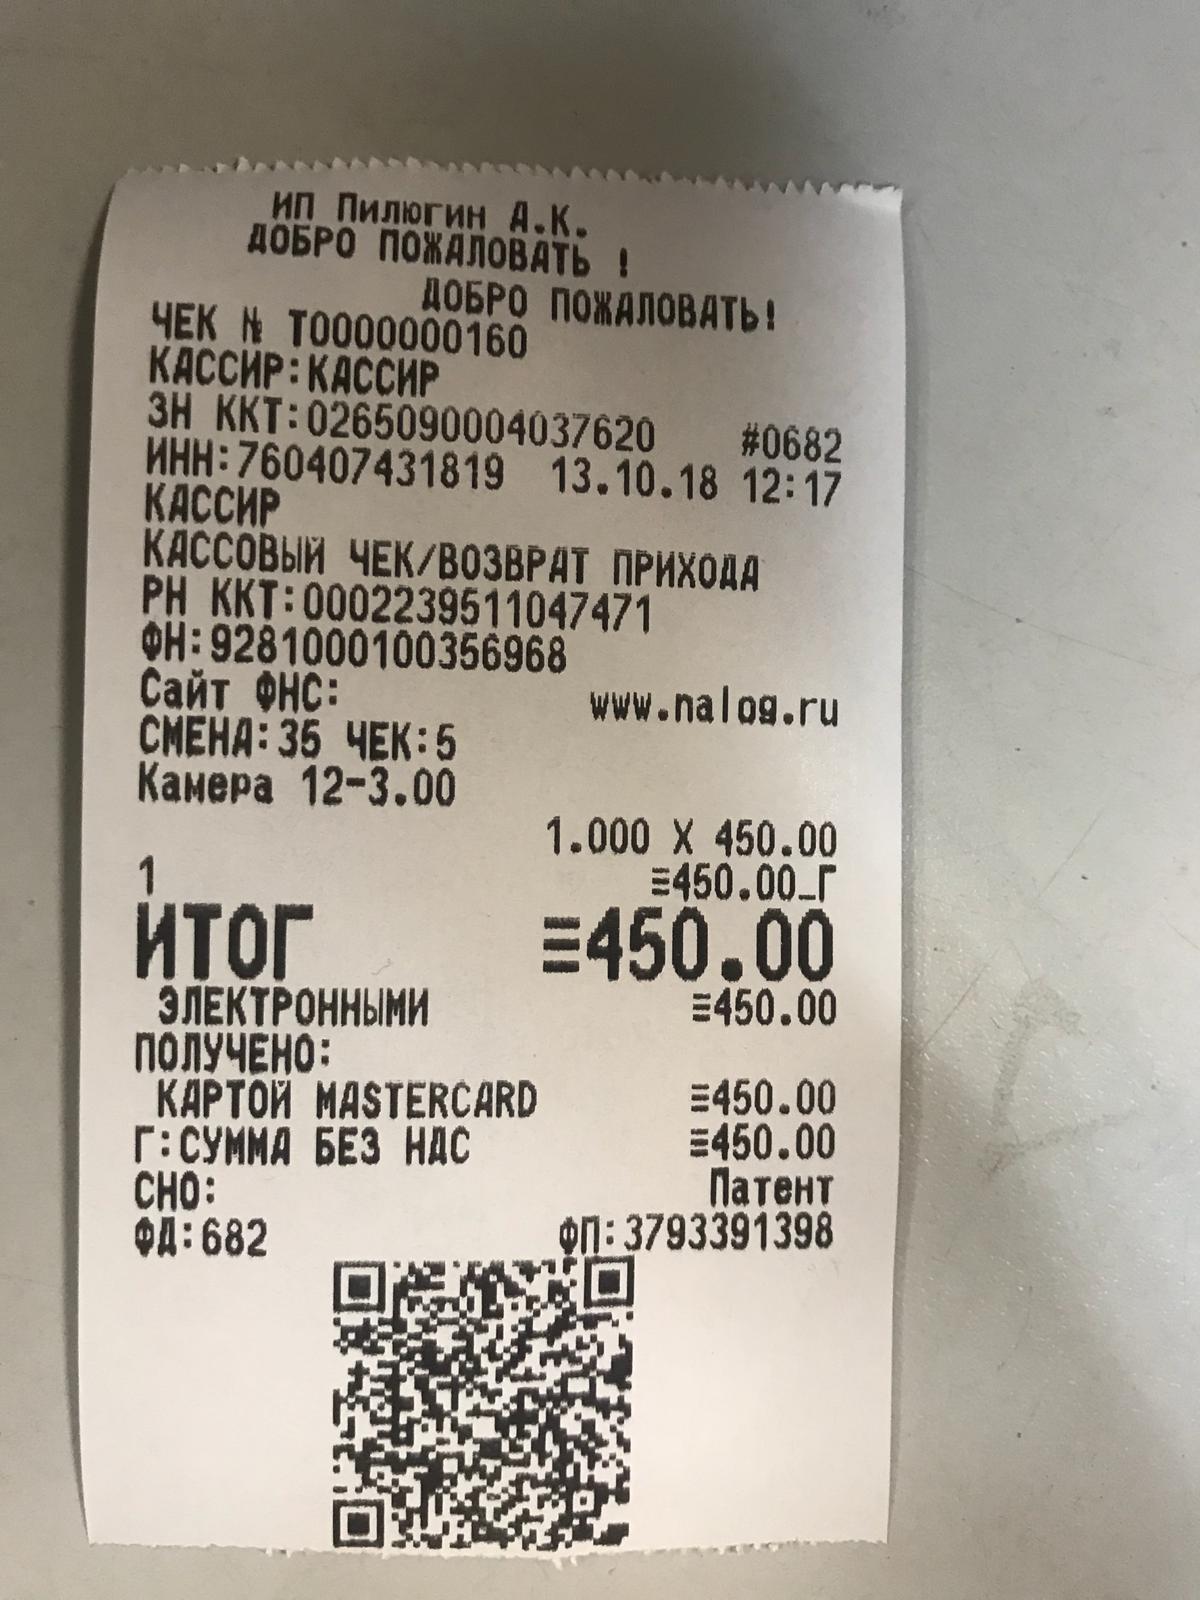 ИП Пилюгин А.К.
ДОБРО ПОЖАЛОВАТЬ !
ДОБРО ПОЖАЛОВАТЬ!
ЧЕК № Т0000000160
КАССИР:КАССИР
ЗН ККТ:0265090004037620 #0682
ИНН:760407431819 13.10.18 12:17
КАССИР
КАССОВЫЙ ЧЕК/ВОЗВРАТ ПРИХОДА
РН ККТ:0002239511047471
ФН:9281000100356968
Сайт ФНС: www.nalog.ru
СМЕНА:35 ЧЕК:5
Камера 12-3.00
1.000 X 450.00
1 ≡450.00_Г
ИТОГ ≡450.00
ЭЛЕКТРОННЫМИ ≡450.00
ПОЛУЧЕНО:
КАРТОЙ MASTERCARD ≡450.00
Г:СУММА БЕЗ НДС ≡450.00
СНО: Патент
ФД:682 ФП:3793391398